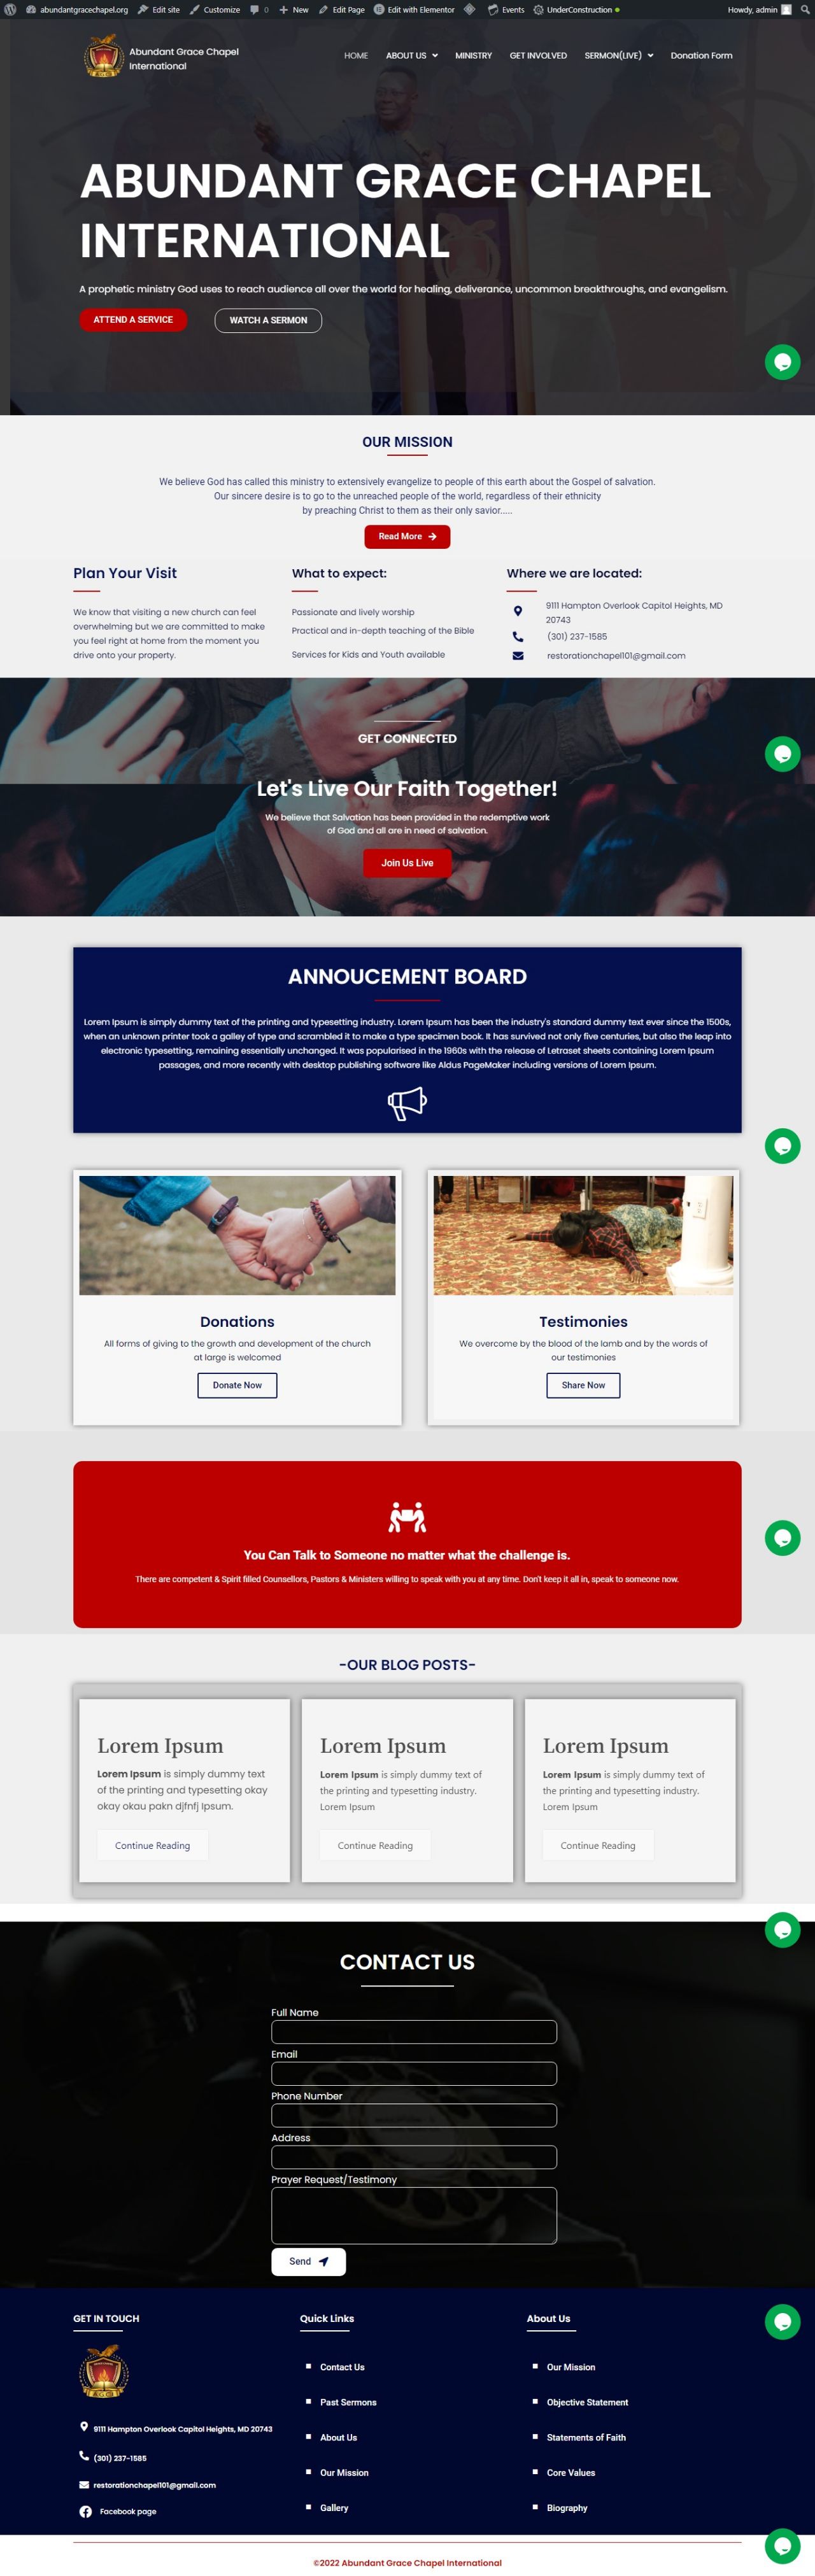 abundantgracechapel.org Edit site Customize 0 New Edit Page Edit with Elementor Events UnderConstruction Howdy, admin
Abundant Grace Chapel
International
HOME ABOUT US MINISTRY GET INVOLVED SERMON(LIVE) Donation Form
ABUNDANT GRACE CHAPEL
INTERNATIONAL
A prophetic ministry God uses to reach audience all over the world for healing, deliverance, uncommon breakthroughs, and evangelism.
ATTEND A SERVICE WATCH A SERMON
OUR MISSION
We believe God has called this ministry to extensively evangelize to people of this earth about the Gospel of salvation.
Our sincere desire is to go to the unreached people of the world, regardless of their ethnicity
by preaching Christ to them as their only savior.....
Read More
Plan Your Visit
We know that visiting a new church can feel
overwhelming but we are committed to make
you feel right at home from the moment you
drive onto your property.
What to expect:
Passionate and lively worship
Practical and in-depth teaching of the Bible
Services for Kids and Youth available
Where we are located:
9111 Hampton Overlook Capitol Heights, MD
20743
(301) 237-1585
restorationchapel101@gmail.com
GET CONNECTED
Let's Live Our Faith Together!
We believe that Salvation has been provided in the redemptive work
of God and all are in need of salvation.
Join Us Live
ANNOUCEMENT BOARD
Lorem Ipsum is simply dummy text of the printing and typesetting industry. Lorem Ipsum has been the industry's standard dummy text ever since the 1500s,
when an unknown printer took a galley of type and scrambled it to make a type specimen book. It has survived not only five centuries, but also the leap into
electronic typesetting, remaining essentially unchanged. It was popularised in the 1960s with the release of Letraset sheets containing Lorem Ipsum
passages, and more recently with desktop publishing software like Aldus PageMaker including versions of Lorem Ipsum.
Donations
All forms of giving to the growth and development of the church
at large is welcomed
Donate Now
Testimonies
We overcome by the blood of the lamb and by the words of
our testimonies
Share Now
You Can Talk to Someone no matter what the challenge is.
There are competent & Spirit filled Counsellors, Pastors & Ministers willing to speak with you at any time. Don't keep it all in, speak to someone now.
-OUR BLOG POSTS-
Lorem Ipsum
Lorem Ipsum is simply dummy text
of the printing and typesetting okay
okay okau pakn djfnfj Ipsum.
Continue Reading
Lorem Ipsum
Lorem Ipsum is simply dummy text of
the printing and typesetting industry.
Lorem Ipsum
Continue Reading
Lorem Ipsum
Lorem Ipsum is simply dummy text of
the printing and typesetting industry.
Lorem Ipsum
Continue Reading
CONTACT US
Full Name
Email
Phone Number
Address
Prayer Request/Testimony
Send
GET IN TOUCH
9111 Hampton Overlook Capitol Heights, MD 20743
(301) 237-1585
restorationchapel101@gmail.com
Facebook page
Quick Links
Contact Us
Past Sermons
About Us
Our Mission
Gallery
About Us
Our Mission
Objective Statement
Statements of Faith
Core Values
Biography
©2022 Abundant Grace Chapel International